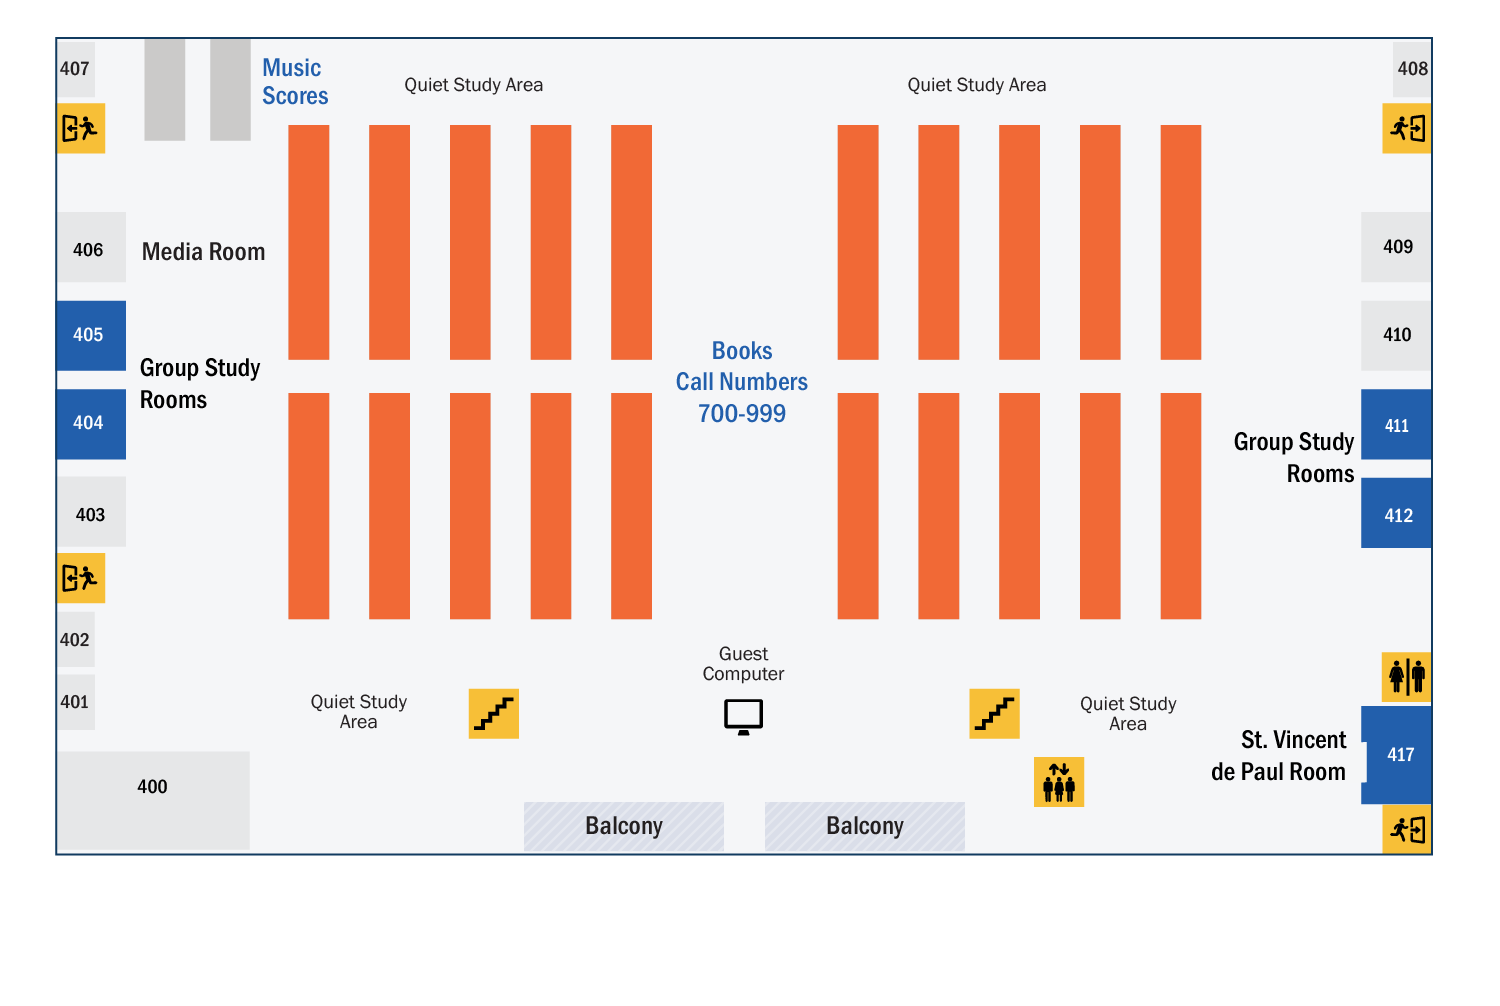 407
Music
Scores
Quiet Study Area
Quiet Study Area
408
406
Media Room
409
405
410
Group Study
Rooms
Books
Call Numbers
700-999
404
411
Group Study
Rooms
403
412
402
Guest
Computer
401
Quiet Study
Area
Quiet Study
Area
St. Vincent
de Paul Room
417
400
Balcony
Balcony